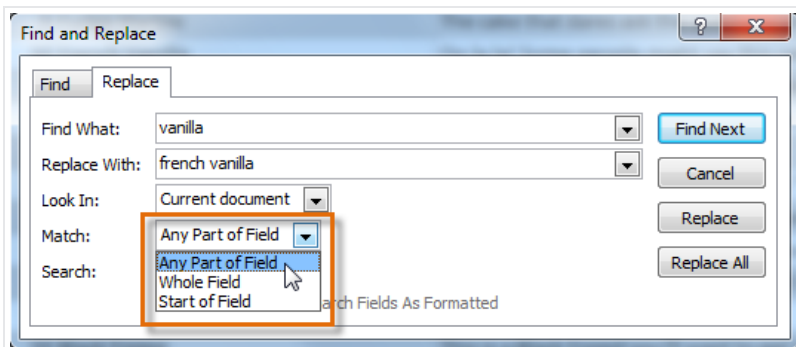 Find and Replace
Find Replace
Find What: vanilla Find Next
Replace With: french vanilla Cancel
Look In: Current document
Replace
Match: Any Part of Field
Any Part of Field
Search: Replace All
Whole Field
Start of Field
Fields As Formatted